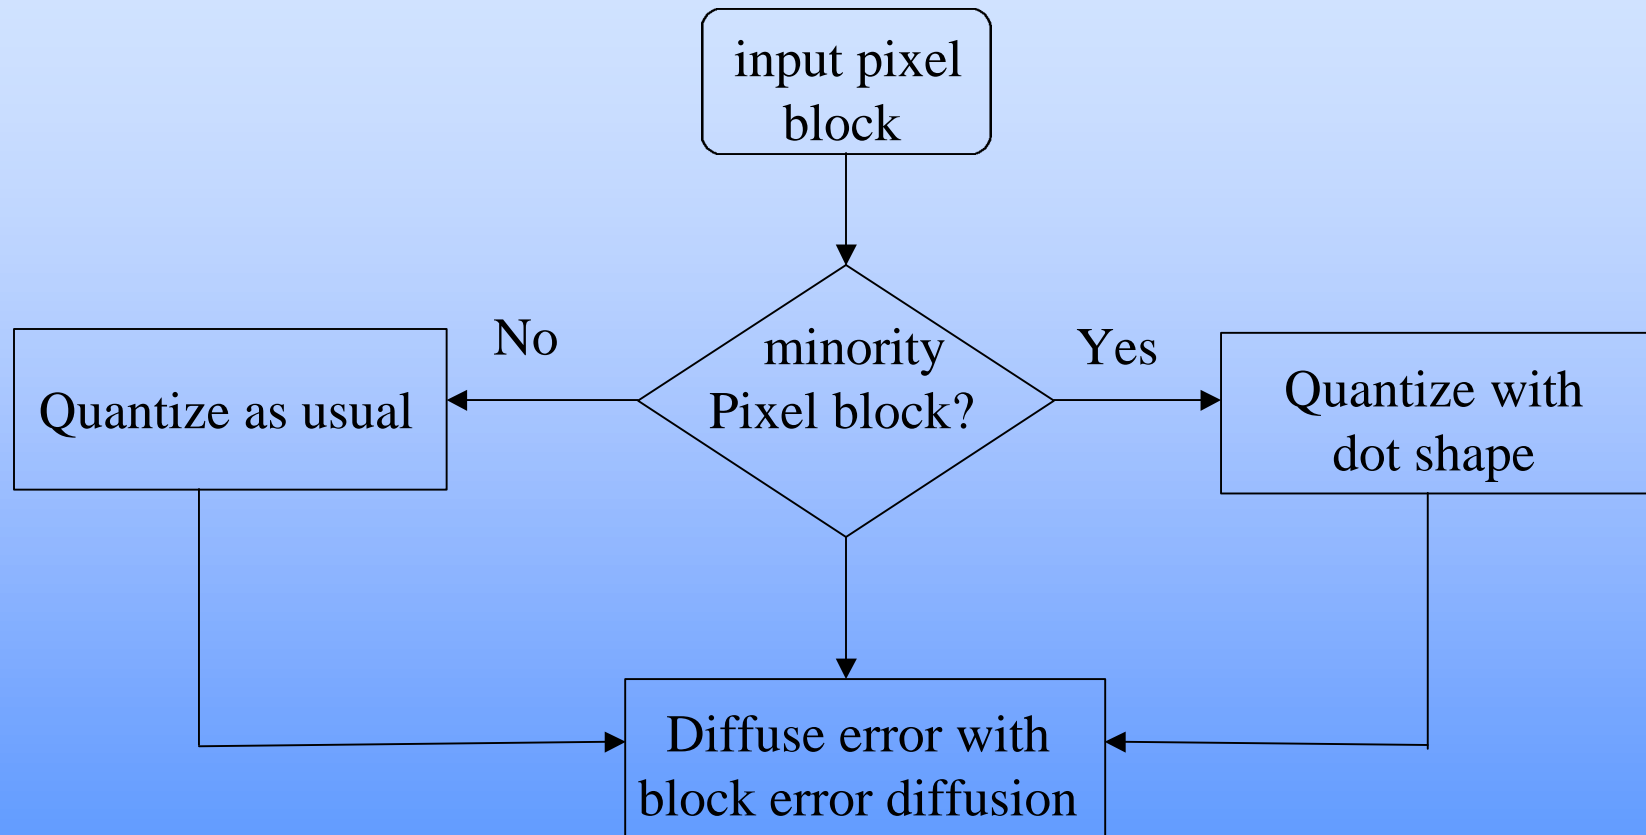 input pixel
block
No
minority
Pixel block?
Yes
Quantize as usual
Quantize with
dot shape
Diffuse error with
block error diffusion